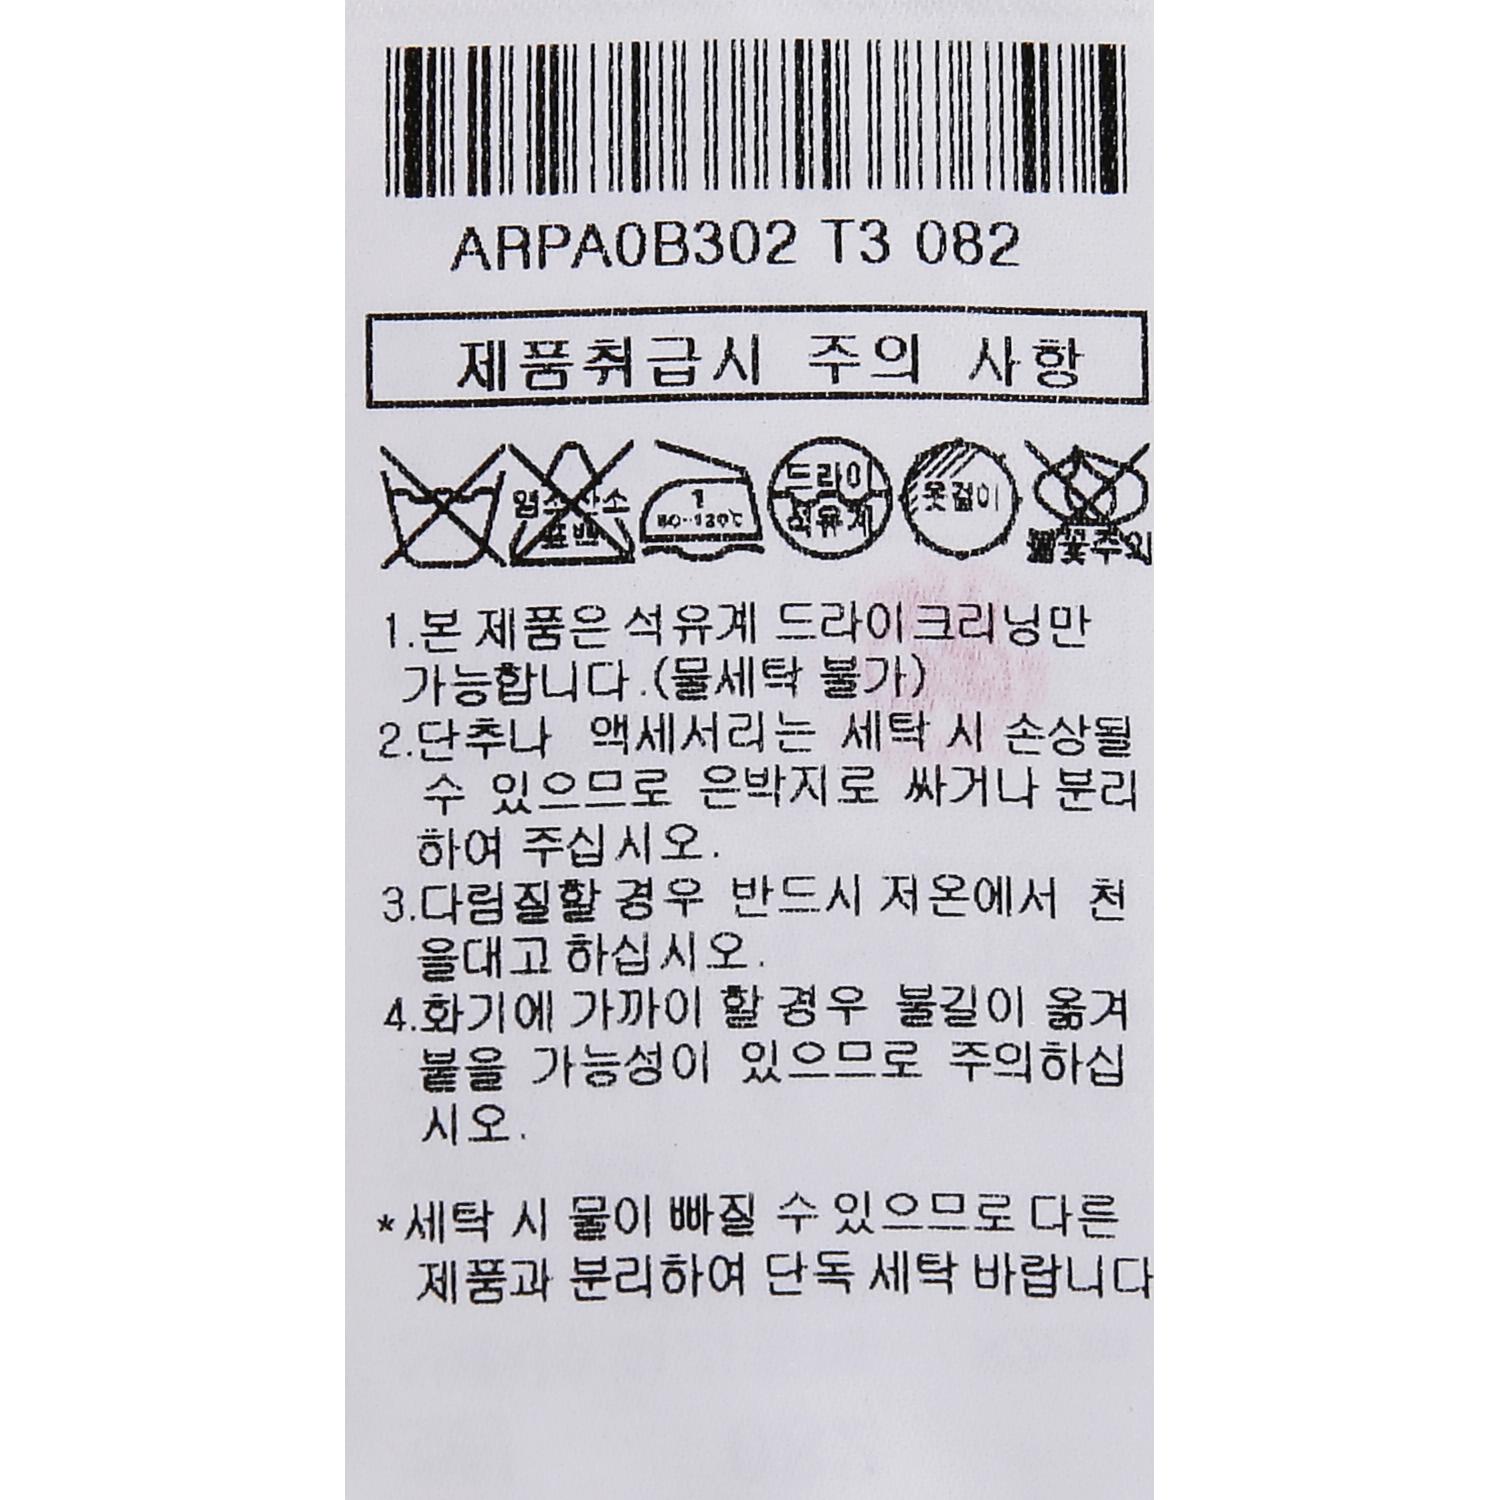 ARPA0B302 T3 082
제품취급시 주의 사항
염소산소
표백
1
80~120℃
드라이
석유계
옷걸이
불꽃주의
1.본 제품은 석유계 드라이크리닝만
가능합니다.(물세탁 불가)
2.단추나 액세서리는 세탁 시 손상될
수 있으므로 은박지로 싸거나 분리
하여 주십시오.
3.다림질할 경우 반드시 저온에서 천
을대고 하십시오.
4.화기에 가까이 할 경우 불길이 옮겨
붙을 가능성이 있으므로 주의하십
시오.
*세탁 시 물이 빠질 수 있으므로 다른
제품과 분리하여 단독 세탁 바랍니다